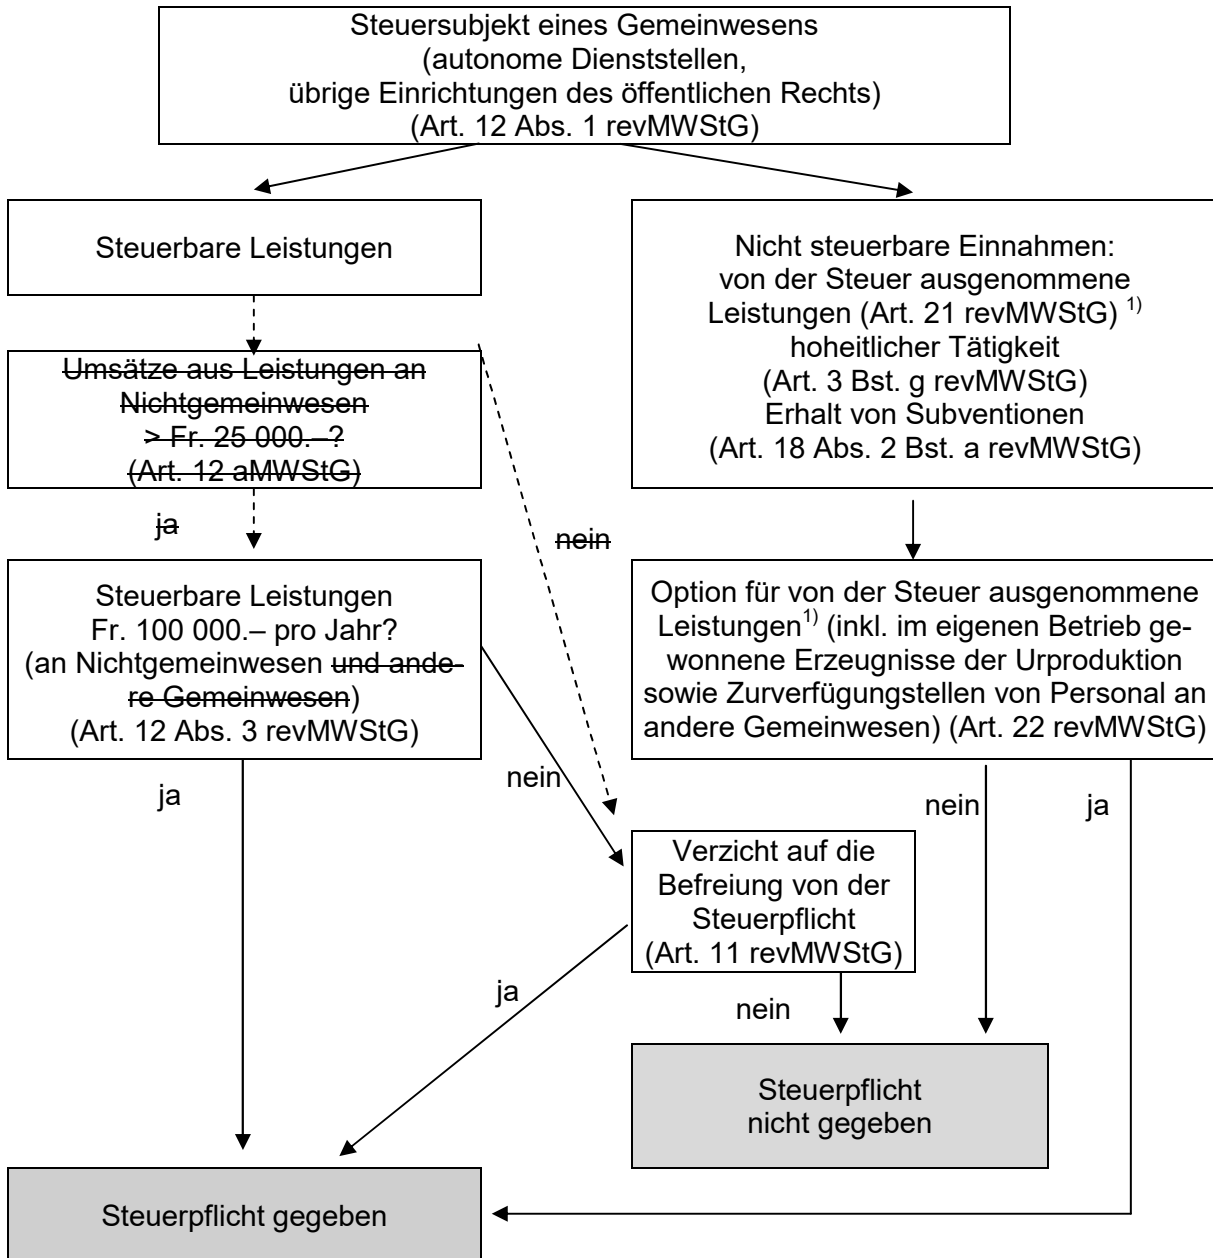 Steuersubjekt eines Gemeinwesens
(autonome Dienststellen,
übrige Einrichtungen des öffentlichen Rechts)
(Art. 12 Abs. 1 revMWStG)
Steuerbare Leistungen
Nicht steuerbare Einnahmen:
von der Steuer ausgenommene
Leistungen (Art. 21 revMWStG) 1)
hoheitlicher Tätigkeit
(Art. 3 Bst. g revMWStG)
Erhalt von Subventionen
(Art. 18 Abs. 2 Bst. a revMWStG)
Umsätze aus Leistungen an
Nichtgemeinwesen
> Fr. 25 000.–?
(Art. 12 aMWStG)
ja
nein
Steuerbare Leistungen
Fr. 100 000.– pro Jahr?
(an Nichtgemeinwesen und ande-
re Gemeinwesen)
(Art. 12 Abs. 3 revMWStG)
Option für von der Steuer ausgenommene
Leistungen1) (inkl. im eigenen Betrieb ge-
wonnene Erzeugnisse der Urproduktion
sowie Zurverfügungstellen von Personal an
andere Gemeinwesen) (Art. 22 revMWStG)
ja
nein
nein
ja
Verzicht auf die
Befreiung von der
Steuerpflicht
(Art. 11 revMWStG)
ja
nein
Steuerpflicht
nicht gegeben
Steuerpflicht gegeben